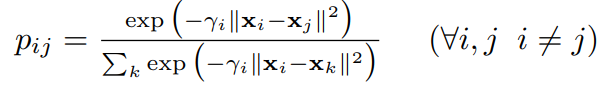 p_{ij} = \frac{\exp\left(-\gamma_i \|\mathbf{x}_i - \mathbf{x}_j\|^2\right)}{\sum_k \exp\left(-\gamma_i \|\mathbf{x}_i - \mathbf{x}_k\|^2\right)} \quad (\forall i, j \;\; i \neq j)